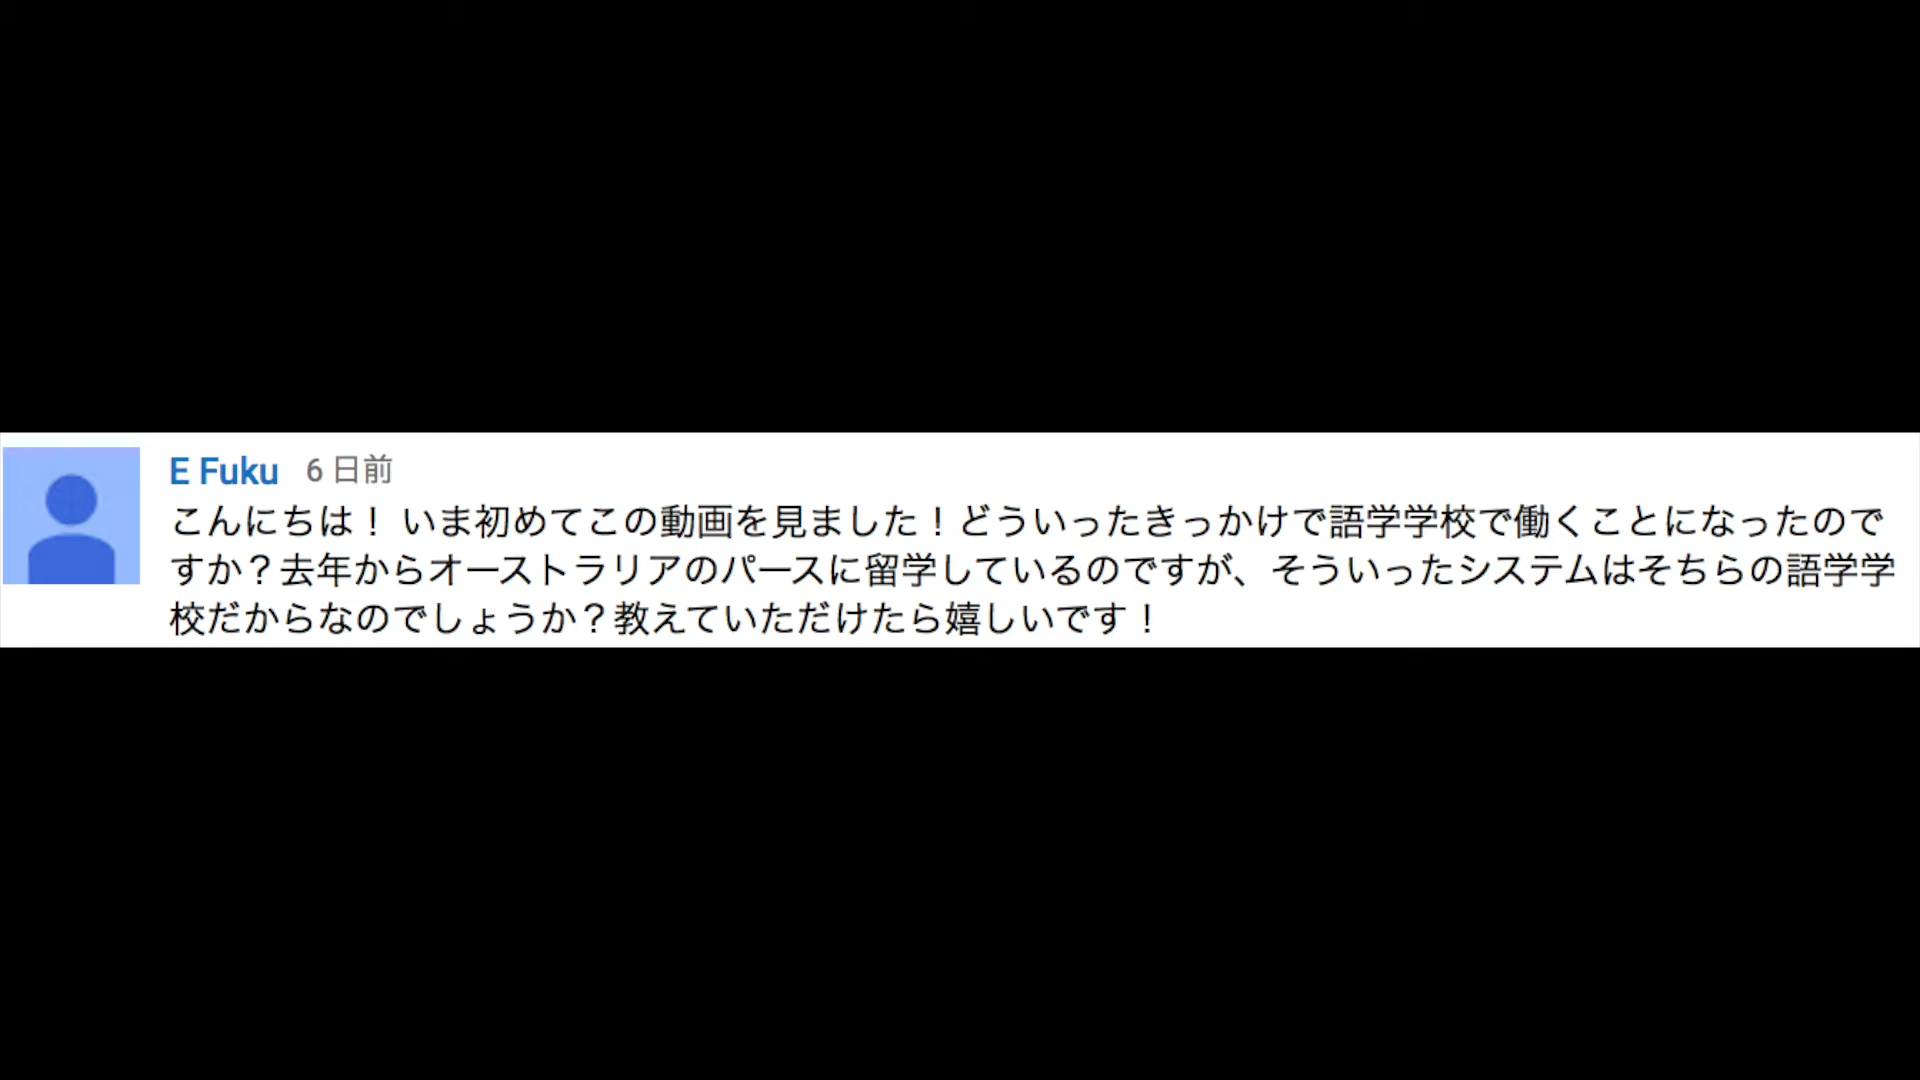 E Fuku 6 日前
こんにちは！ いま初めてこの動画を見ました！どういったきっかけで語学学校で働くことになったので
すか？去年からオーストラリアのパースに留学しているのですが、そういったシステムはそちらの語学学
校だからなのでしょうか？教えていただけたら嬉しいです！